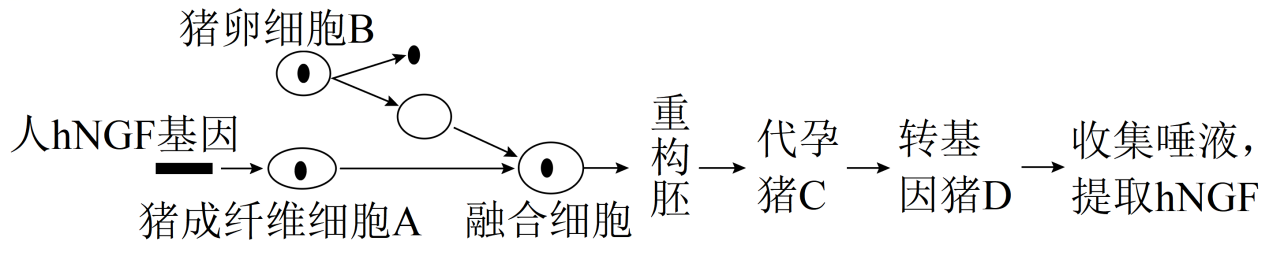 猪卵细胞B
人hNGF基因
猪成纤维细胞A
融合细胞
重构胚
代孕
猪C
转基
因猪D
收集唾液，
提取hNGF